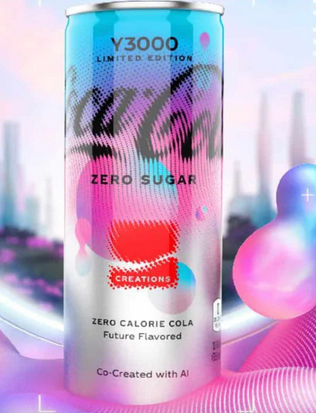 Y3000
LIMITED EDITION
Coca-Cola
ZERO SUGAR
CREATIONS
ZERO CALORIE COLA
Future Flavored
Co-Created with AI